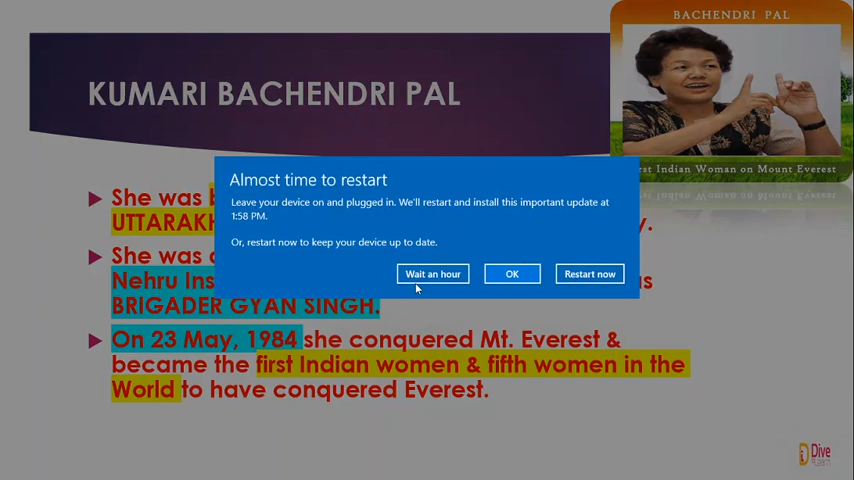 BACHENDRI PAL
KUMARI BACHENDRI PAL
First Indian Woman on Mount Everest
Almost time to restart
Leave your device on and plugged in. We'll restart and install this important update at
1:58 PM.
Or, restart now to keep your device up to date.
Wait an hour
OK
Restart now
She was
UTTARAKH
y.
She was
Nehru Ins
s
BRIGADER GYAN SINGH.
On 23 May, 1984 she conquered Mt. Everest &
became the first Indian women & fifth women in the
World to have conquered Everest.
Dive